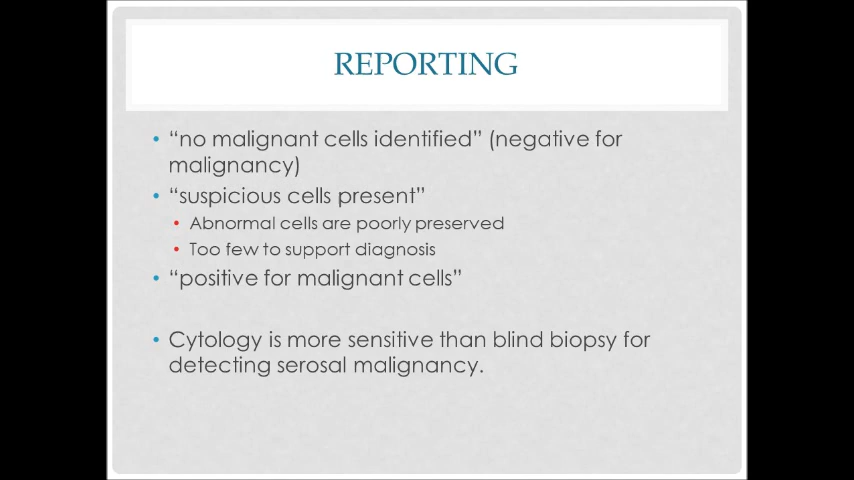 REPORTING
• “no malignant cells identified” (negative for
malignancy)
• “suspicious cells present”
• Abnormal cells are poorly preserved
• Too few to support diagnosis
• “positive for malignant cells”
• Cytology is more sensitive than blind biopsy for
detecting serosal malignancy.